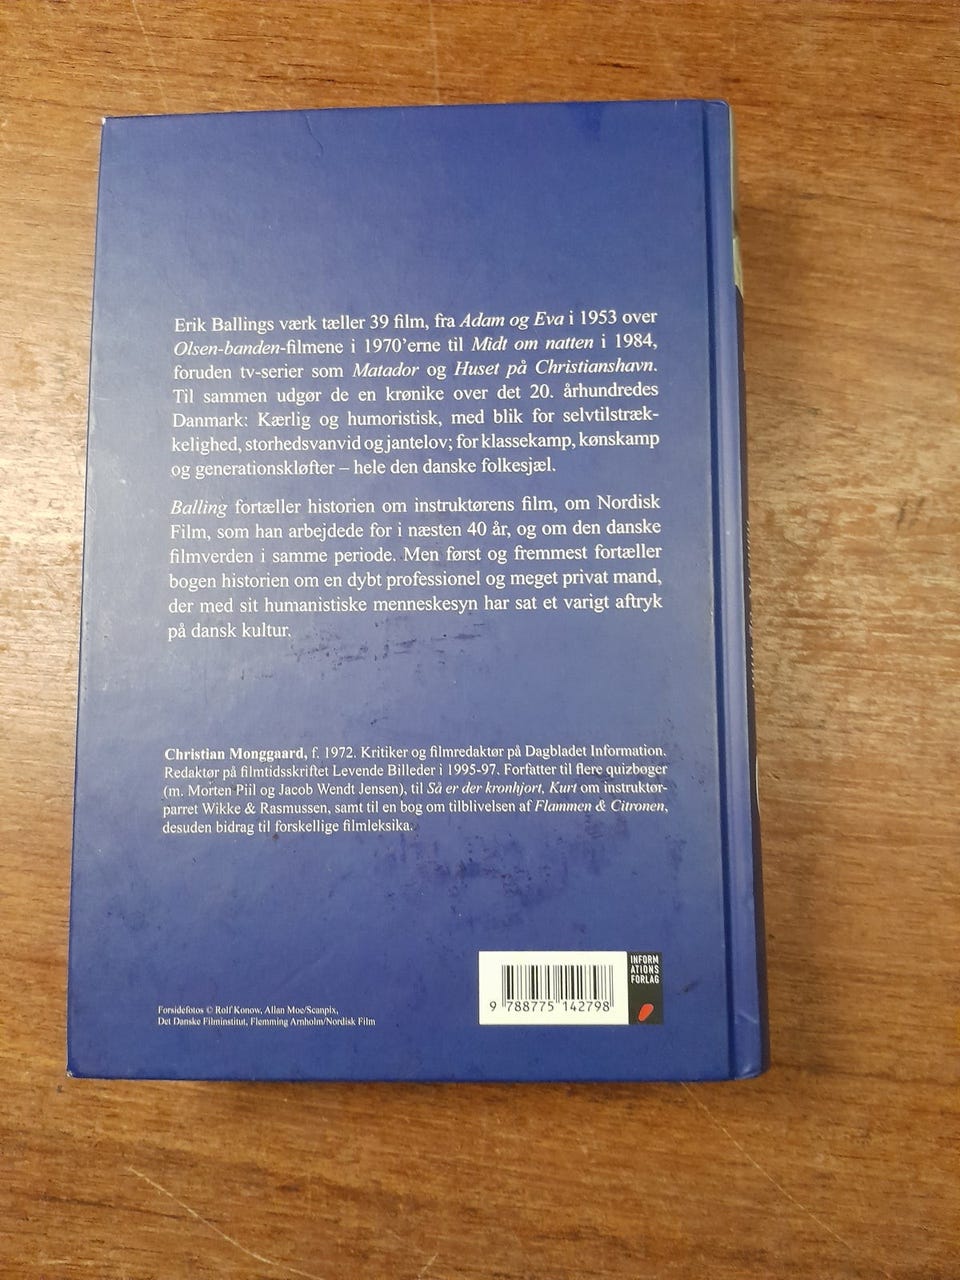 Erik Ballings værk tæller 39 film, fra Adam og Eva i 1953 over
Olsen-banden-filmene i 1970’erne til Midt om natten i 1984,
foruden tv-serier som Matador og Huset på Christianshavn.
Til sammen udgør de en krønike over det 20. århundredes
Danmark: Kærlig og humoristisk, med blik for selvtilstræk-
kelighed, storhedsvanvid og jantelov; for klassekamp, kønskamp
og generationskløfter – hele den danske folkesjæl.
Balling fortæller historien om instruktørens film, om Nordisk
Film, som han arbejdede for i næsten 40 år, og om den danske
filmverden i samme periode. Men først og fremmest fortæller
bogen historien om en dybt professionel og meget privat mand,
der med sit humanistiske menneskesyn har sat et varigt aftryk
på dansk kultur.
Christian Monggaard, f. 1972. Kritiker og filmredaktør på Dagbladet Information.
Redaktør på filmtidsskriftet Levende Billeder i 1995-97. Forfatter til flere quizbøger
(m. Morten Piil og Jacob Wendt Jensen), til Så er der kronhjort, Kurt om instruktør-
parret Wikke & Rasmussen, samt til en bog om tilblivelsen af Flammen & Citronen,
desuden bidrag til forskellige filmleksika.
Forsidefotos © Rolf Konow, Allan Moe/Scanpix,
Det Danske Filminstitut, Flemming Arnholm/Nordisk Film
9 788775 142798
INFORM
ATIONS
FORLAG